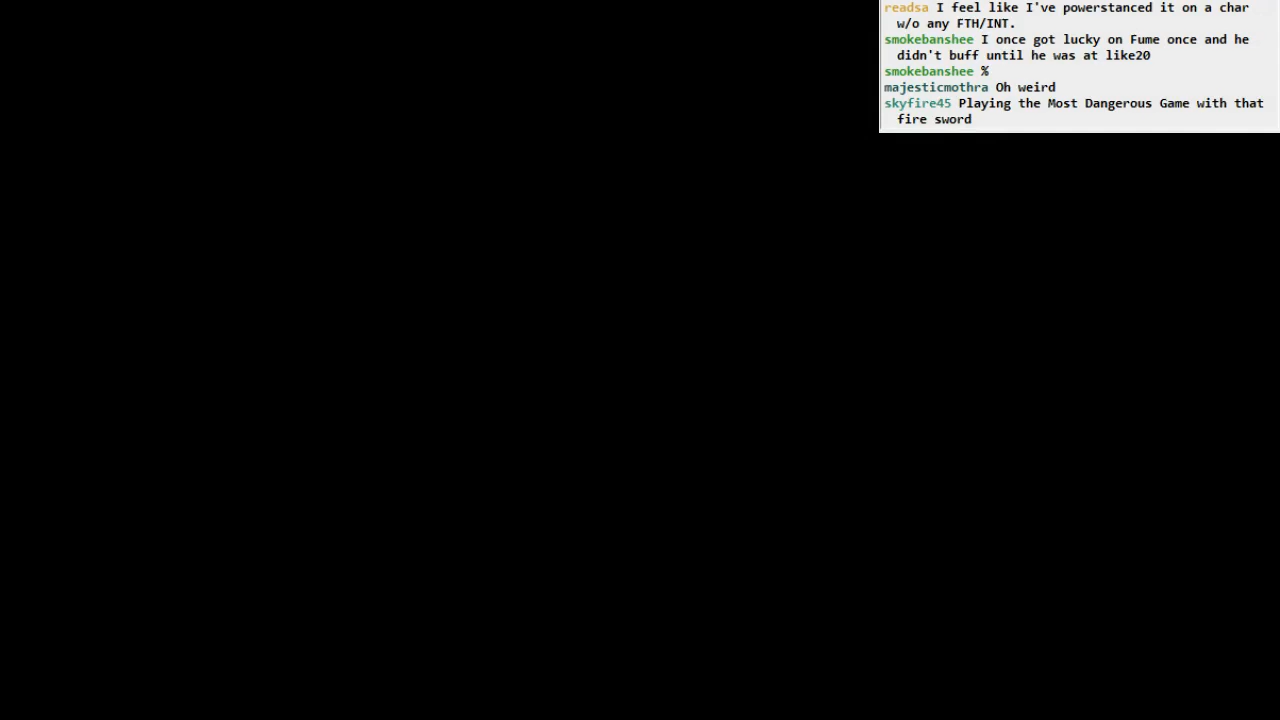 readsa I feel like I've powerstanced it on a char
w/o any FTH/INT.
smokebanshee I once got lucky on Fume once and he
didn't buff until he was at like20
smokebanshee %
majesticmothra Oh weird
skyfire45 Playing the Most Dangerous Game with that
fire sword